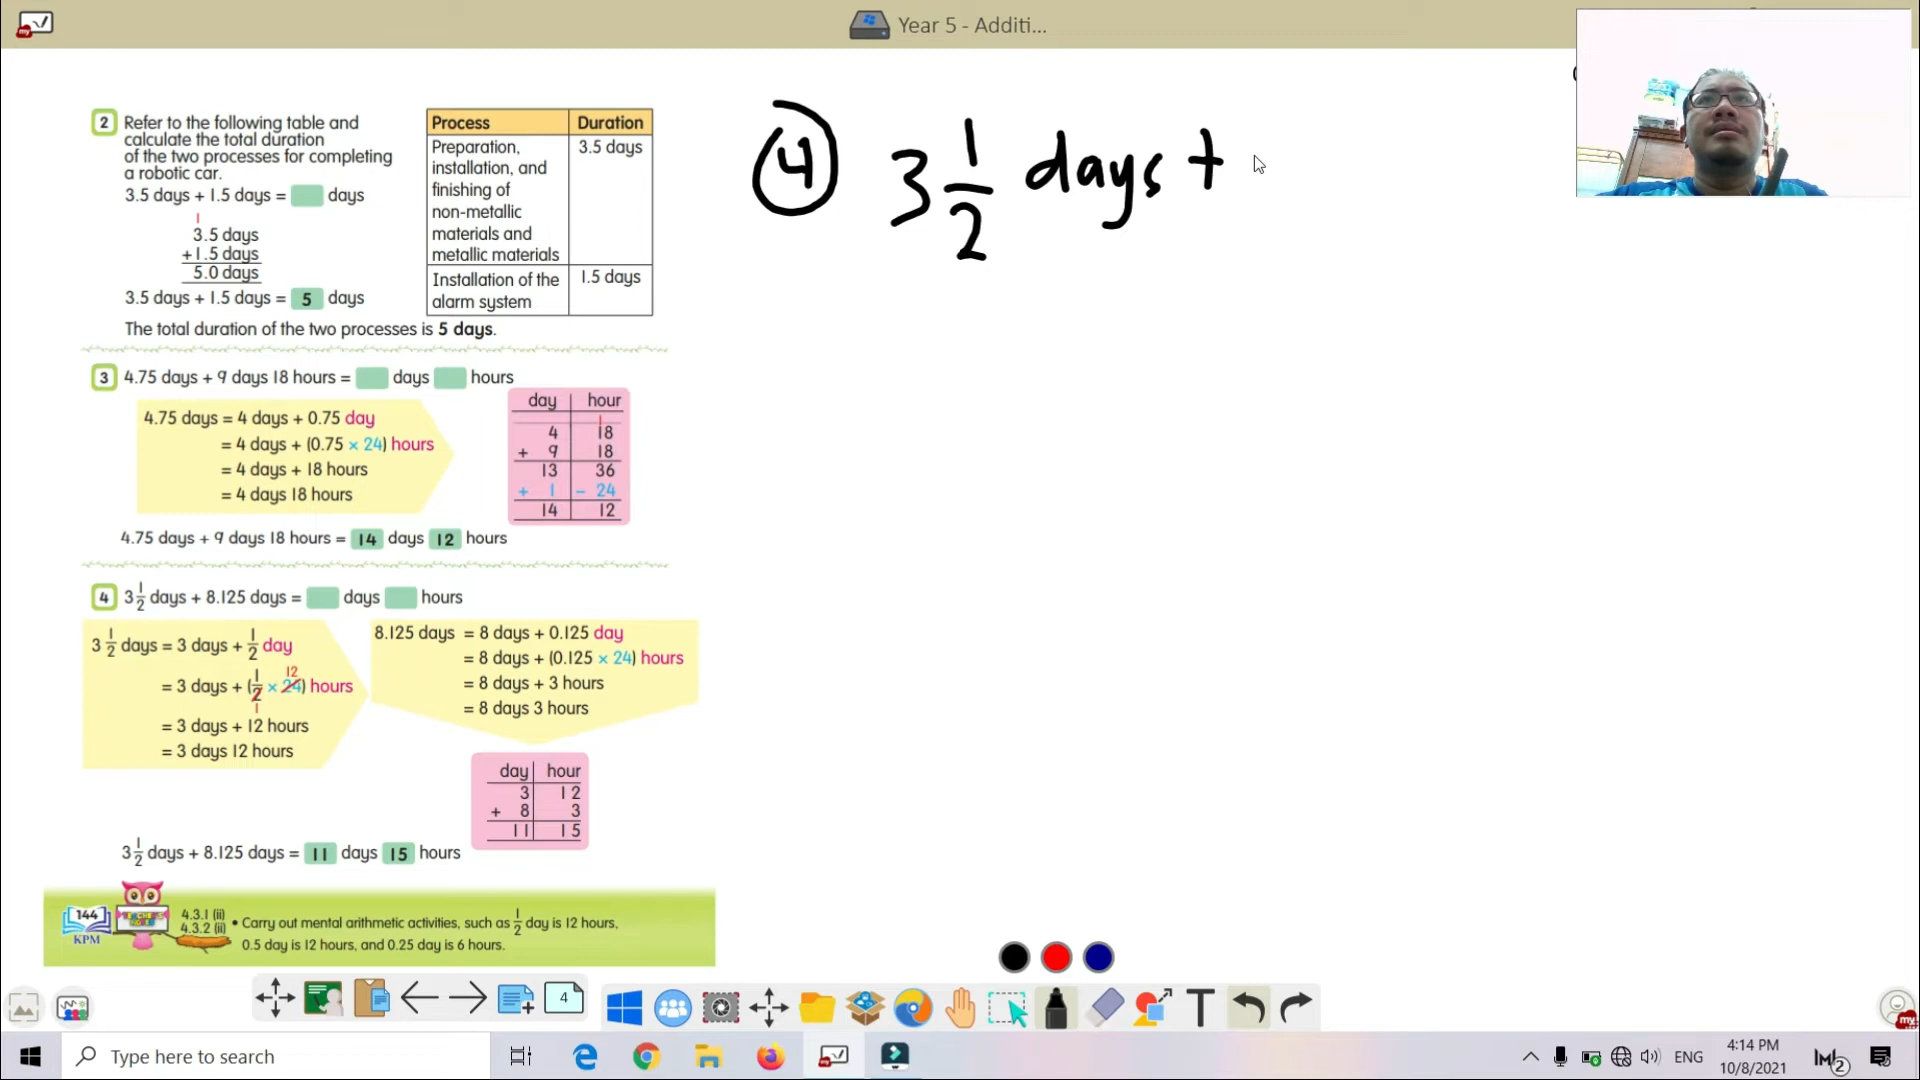 Year 5 - Additi...
2 Refer to the following table and
calculate the total duration
of the two processes for completing
a robotic car.
3.5 days + 1.5 days = days
1
3.5 days
+1.5 days
5.0 days
3.5 days + 1.5 days = 5 days
The total duration of the two processes is 5 days.
Process Duration
Preparation, 3.5 days
installation, and
finishing of
non-metallic
materials and
metallic materials
Installation of the 1.5 days
alarm system
3 4.75 days + 9 days 18 hours = days hours
4.75 days = 4 days + 0.75 day
= 4 days + (0.75 × 24) hours
= 4 days + 18 hours
= 4 days 18 hours
day hour
1
4 18
+ 9 18
13 36
+ 1 - 24
14 12
4.75 days + 9 days 18 hours = 14 days 12 hours
4 3 1/2 days + 8.125 days = days hours
3 1/2 days = 3 days + 1/2 day
12
= 3 days + (1/2 × 24) hours
1
= 3 days + 12 hours
= 3 days 12 hours
8.125 days = 8 days + 0.125 day
= 8 days + (0.125 × 24) hours
= 8 days + 3 hours
= 8 days 3 hours
day hour
3 12
+ 8 3
11 15
3 1/2 days + 8.125 days = 11 days 15 hours
144
KPM
4.3.1 (ii)
4.3.2 (ii)
• Carry out mental arithmetic activities, such as 1/2 day is 12 hours,
0.5 day is 12 hours, and 0.25 day is 6 hours.
4 3 1/2 days +
4
T
Type here to search
ENG
4:14 PM
10/8/2021
2